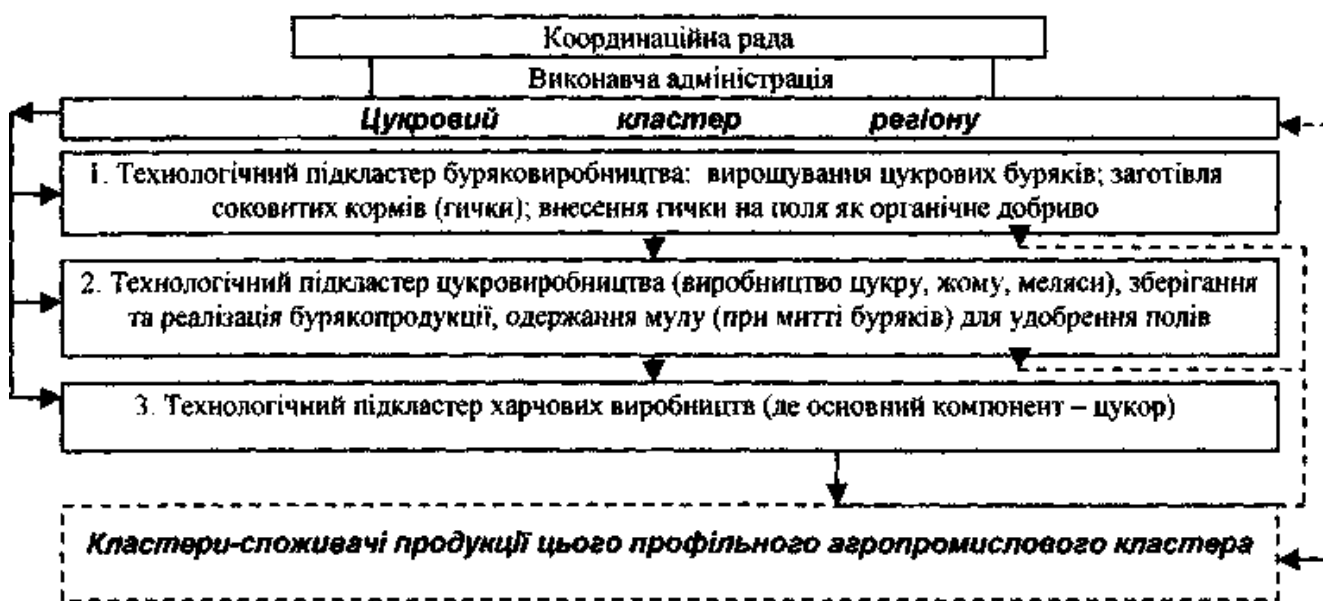 Координаційна рада
Виконавча адміністрація
Цукровий кластер регіону
1. Технологічний підкластер буряковиробництва: вирощування цукрових буряків; заготівля
соковитих кормів (гички); внесення гички на поля як органічне добриво
2. Технологічний підкластер цукровиробництва (виробництво цукру, жому, меляси), зберігання
та реалізація бурякопродукції, одержання мулу (при митті буряків) для удобрення полів
3. Технологічний підкластер харчових виробництв (де основний компонент – цукор)
Кластери-споживачі продукції цього профільного агропромислового кластера